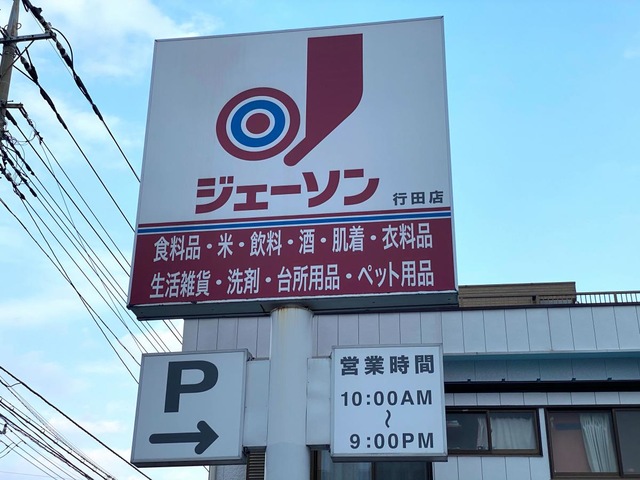 ジェーソン 行田店
食料品・米・飲料・酒・肌着・衣料品
生活雑貨・洗剤・台所用品・ペット用品
P
営業時間
10:00AM
~
9:00PM